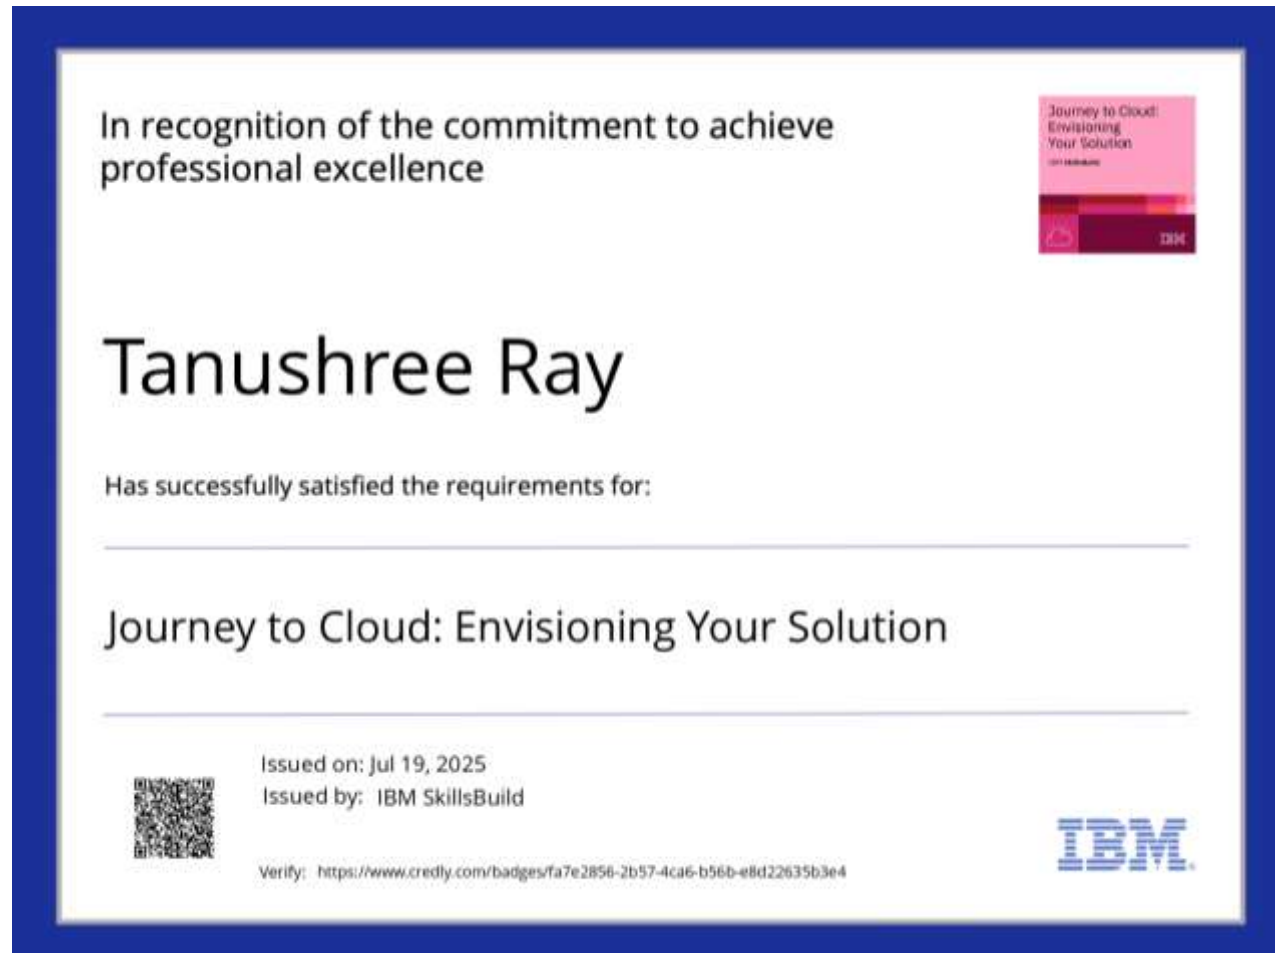 In recognition of the commitment to achieve
professional excellence
Journey to Cloud:
Envisioning
Your Solution
IBM SkillsBuild
IBM
Tanushree Ray
Has successfully satisfied the requirements for:
Journey to Cloud: Envisioning Your Solution
Issued on: Jul 19, 2025
Issued by: IBM SkillsBuild
Verify: https://www.credly.com/badges/fa7e2856-2b57-4ca6-b56b-e8d22635b3e4
IBM.